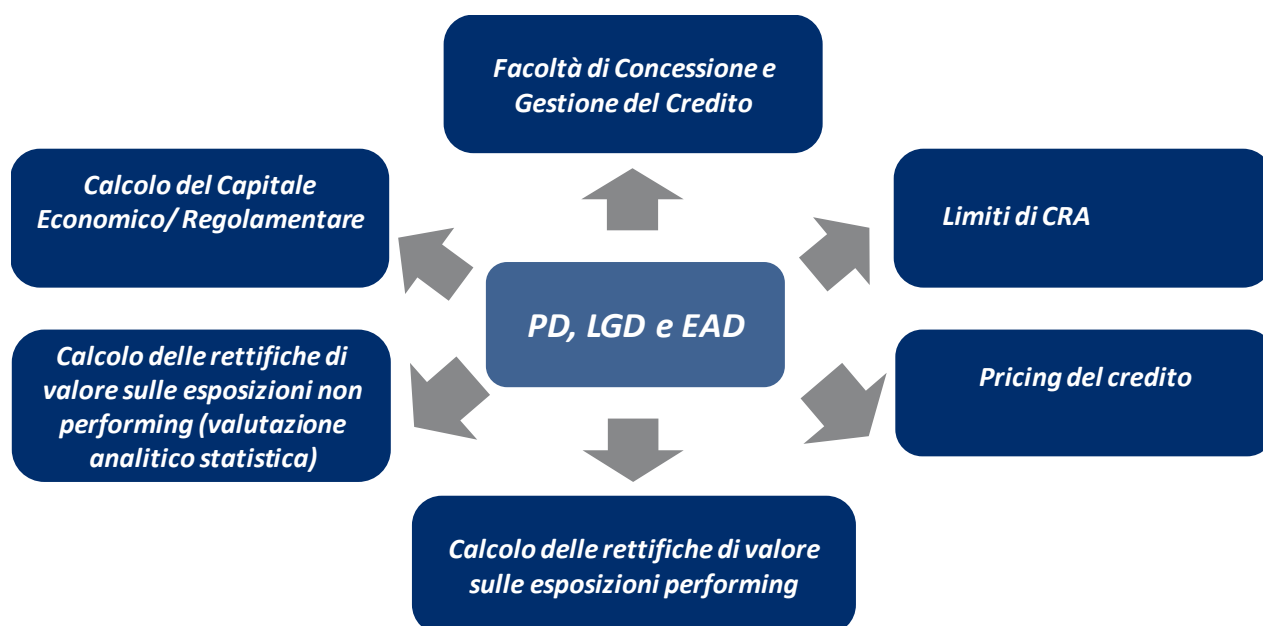 Facoltà di Concessione e
Gestione del Credito
Calcolo del Capitale
Economico/ Regolamentare
Limiti di CRA
PD, LGD e EAD
Calcolo delle rettifiche di
valore sulle esposizioni non
performing (valutazione
analitico statistica)
Pricing del credito
Calcolo delle rettifiche di valore
sulle esposizioni performing